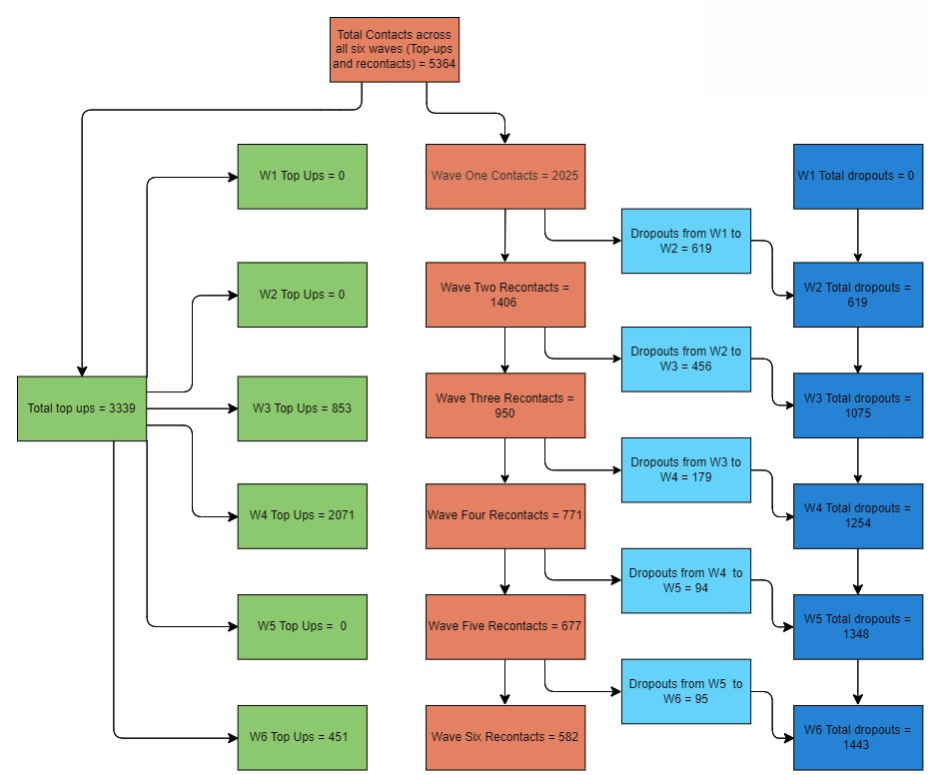 Total Contacts across
all six waves (Top-ups
and recontacts) = 5364
W1 Top Ups = 0
Wave One Contacts = 2025
W1 Total dropouts = 0
Dropouts from W1 to
W2 = 619
W2 Top Ups = 0
Wave Two Recontacts =
1406
W2 Total dropouts =
619
Dropouts from W2 to
W3 = 456
Total top ups = 3339
W3 Top Ups = 853
Wave Three Recontacts
= 950
W3 Total dropouts =
1075
Dropouts from W3 to
W4 = 179
W4 Top Ups = 2071
Wave Four Recontacts = 771
W4 Total dropouts =
1254
Dropouts from W4 to
W5 = 94
W5 Top Ups = 0
Wave Five Recontacts = 677
W5 Total dropouts =
1348
Dropouts from W5 to
W6 = 95
W6 Top Ups = 451
Wave Six Recontacts = 582
W6 Total dropouts =
1443